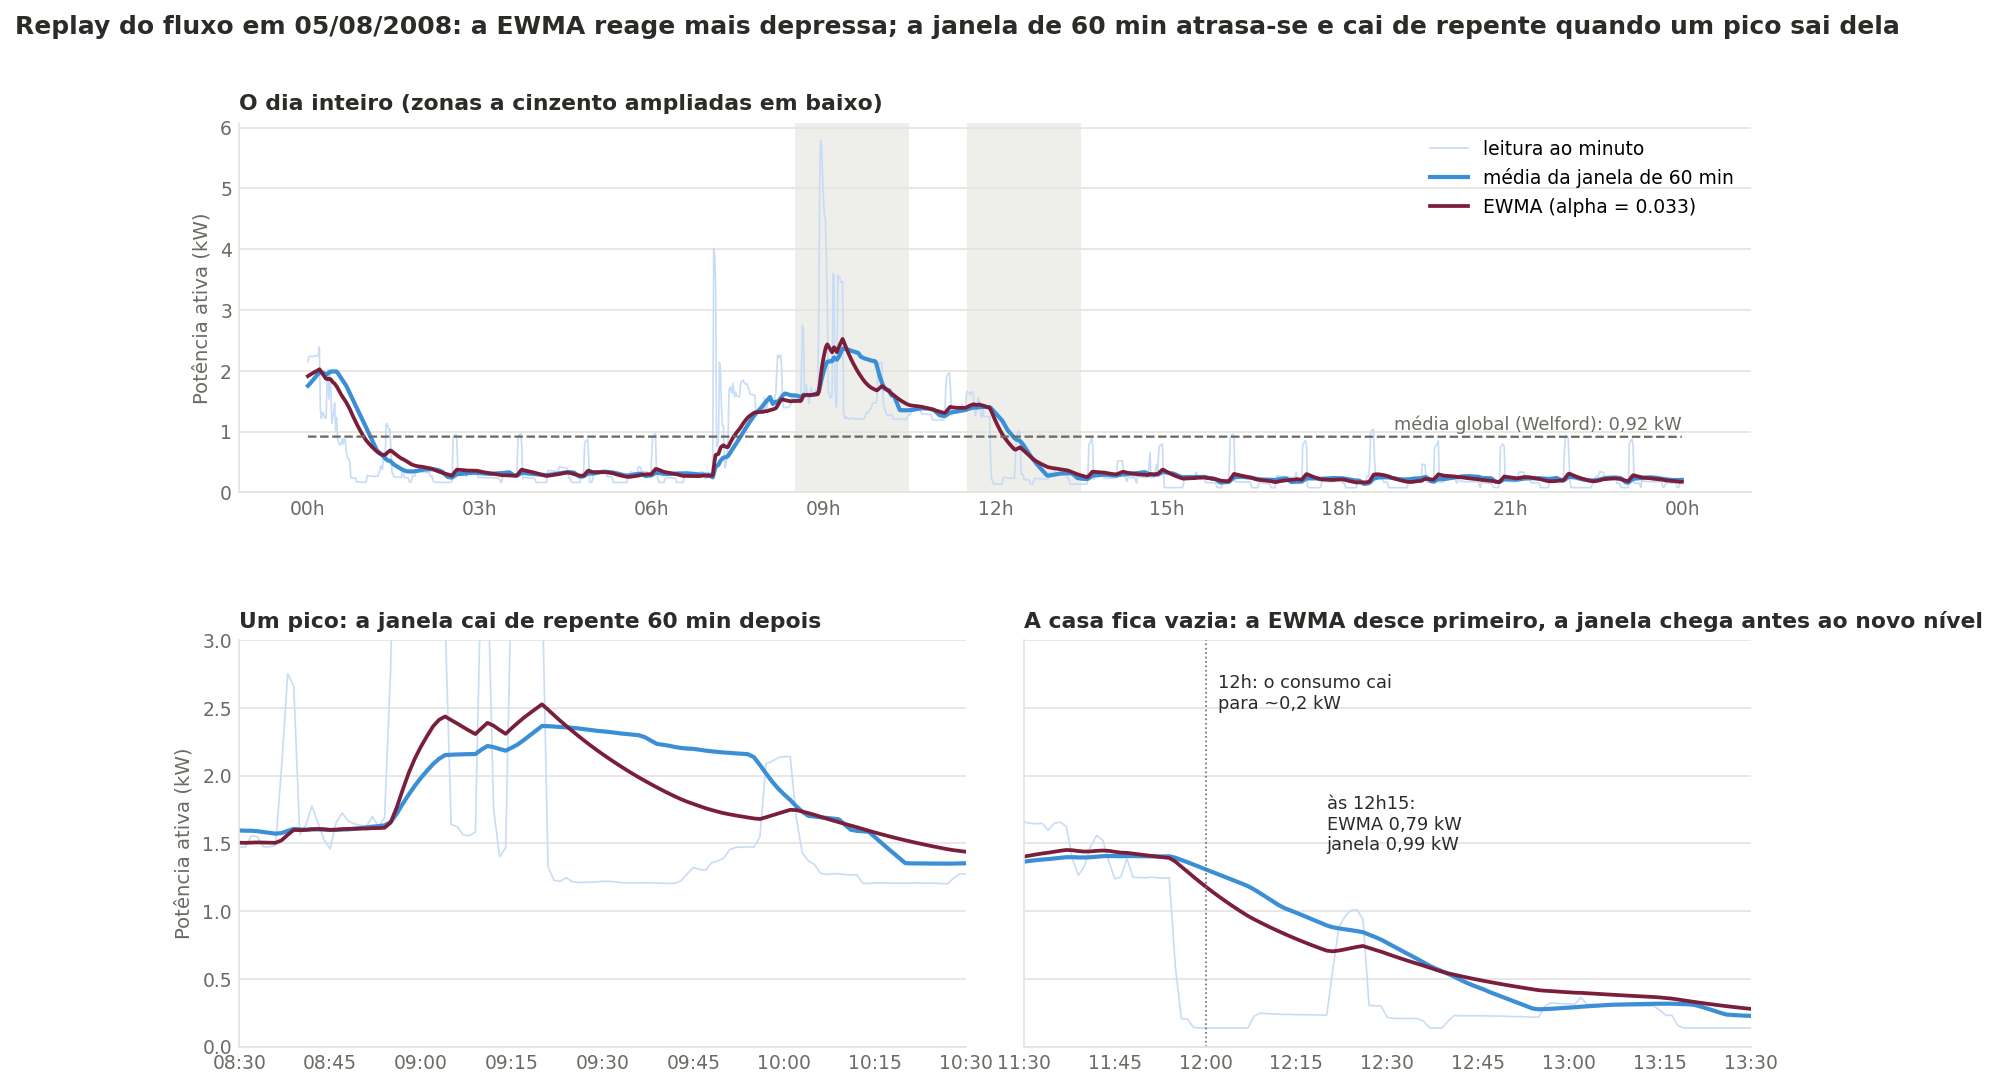 Replay do fluxo em 05/08/2008: a EWMA reage mais depressa; a janela de 60 min atrasa-se e cai de repente quando um pico sai dela
O dia inteiro (zonas a cinzento ampliadas em baixo)
Potência ativa (kW)
6
5
4
3
2
1
0
leitura ao minuto
média da janela de 60 min
EWMA (alpha = 0.033)
média global (Welford): 0,92 kW
00h 03h 06h 09h 12h 15h 18h 21h 00h
Um pico: a janela cai de repente 60 min depois
Potência ativa (kW)
3.0
2.5
2.0
1.5
1.0
0.5
0.0
08:30 08:45 09:00 09:15 09:30 09:45 10:00 10:15 10:30
A casa fica vazia: a EWMA desce primeiro, a janela chega antes ao novo nível
12h: o consumo cai
para ~0,2 kW
às 12h15:
EWMA 0,79 kW
janela 0,99 kW
11:30 11:45 12:00 12:15 12:30 12:45 13:00 13:15 13:30